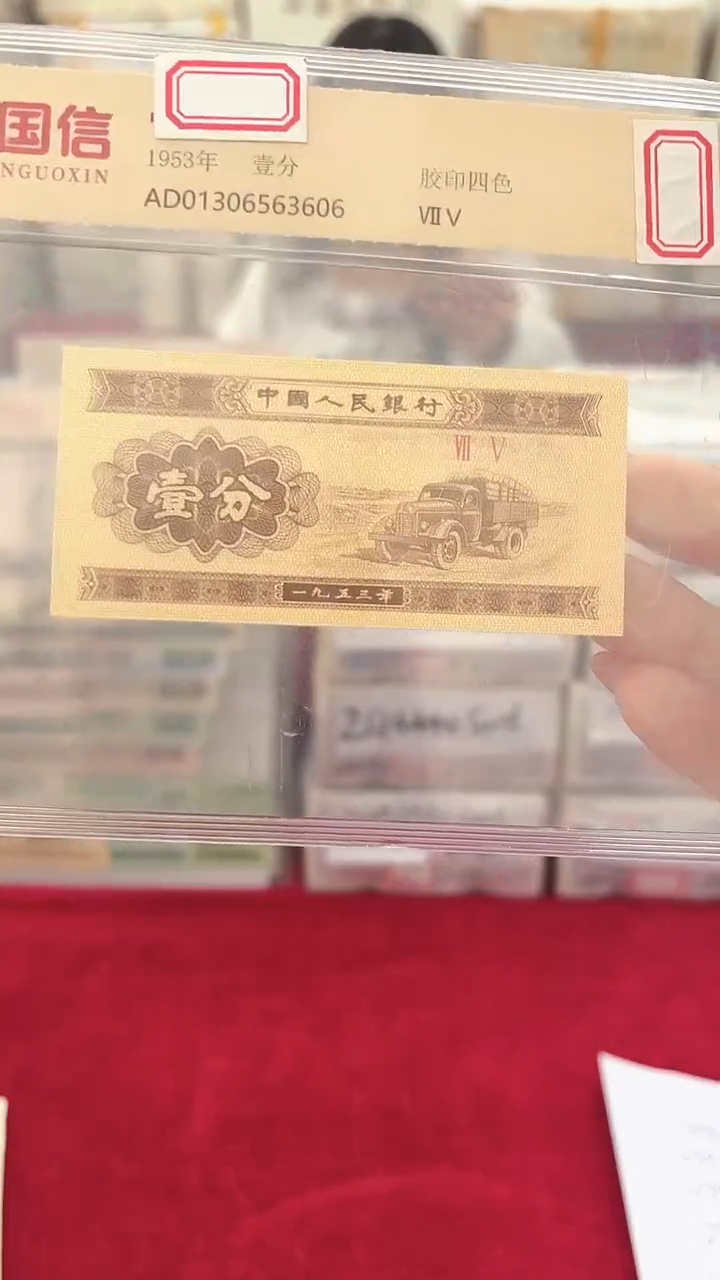 国信
NGUOXIN
1953年 壹分
胶印四色
AD01306563606
ⅦⅤ
中國人民銀行
Ⅶ Ⅴ
壹分
一九五三年